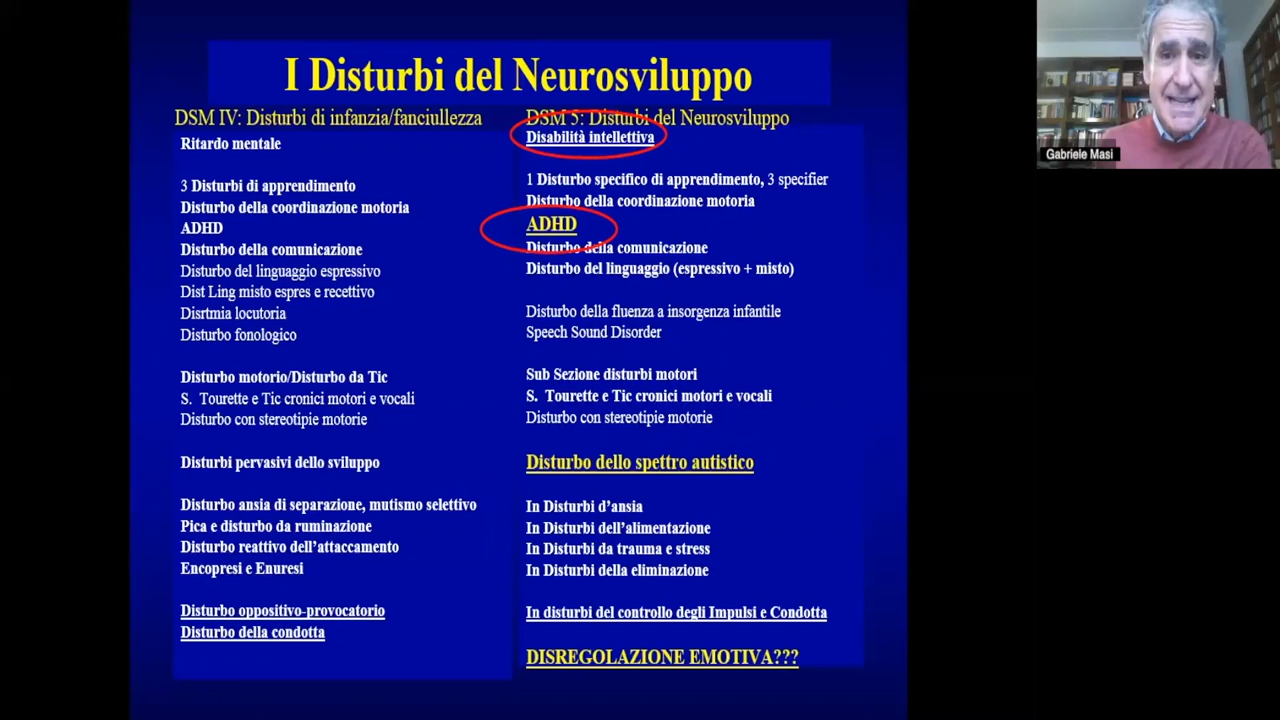 I Disturbi del Neurosviluppo
DSM IV: Disturbi di infanzia/fanciullezza
Ritardo mentale
3 Disturbi di apprendimento
Disturbo della coordinazione motoria
ADHD
Disturbo della comunicazione
Disturbo del linguaggio espressivo
Dist Ling misto espres e recettivo
Disrtmia locutoria
Disturbo fonologico
Disturbo motorio/Disturbo da Tic
S. Tourette e Tic cronici motori e vocali
Disturbo con stereotipie motorie
Disturbi pervasivi dello sviluppo
Disturbo ansia di separazione, mutismo selettivo
Pica e disturbo da ruminazione
Disturbo reattivo dell'attaccamento
Encopresi e Enuresi
Disturbo oppositivo-provocatorio
Disturbo della condotta
DSM 5: Disturbi del Neurosviluppo
Disabilità intellettiva
1 Disturbo specifico di apprendimento, 3 specifier
Disturbo della coordinazione motoria
ADHD
Disturbo della comunicazione
Disturbo del linguaggio (espressivo + misto)
Disturbo della fluenza a insorgenza infantile
Speech Sound Disorder
Sub Sezione disturbi motori
S. Tourette e Tic cronici motori e vocali
Disturbo con stereotipie motorie
Disturbo dello spettro autistico
In Disturbi d'ansia
In Disturbi dell'alimentazione
In Disturbi da trauma e stress
In Disturbi della eliminazione
In disturbi del controllo degli Impulsi e Condotta
DISREGOLAZIONE EMOTIVA???
Gabriele Masi